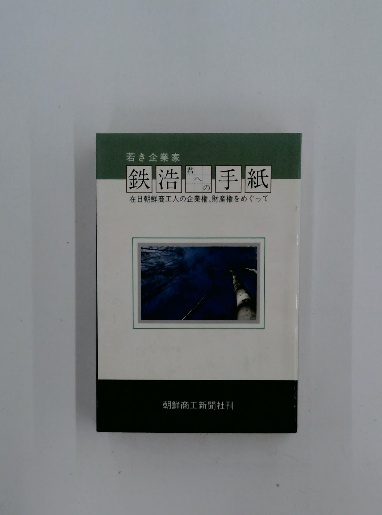 若き企業家
鉄浩君への手紙
在日朝鮮商工人の企業権、財産権をめぐって
朝鮮商工新聞社刊